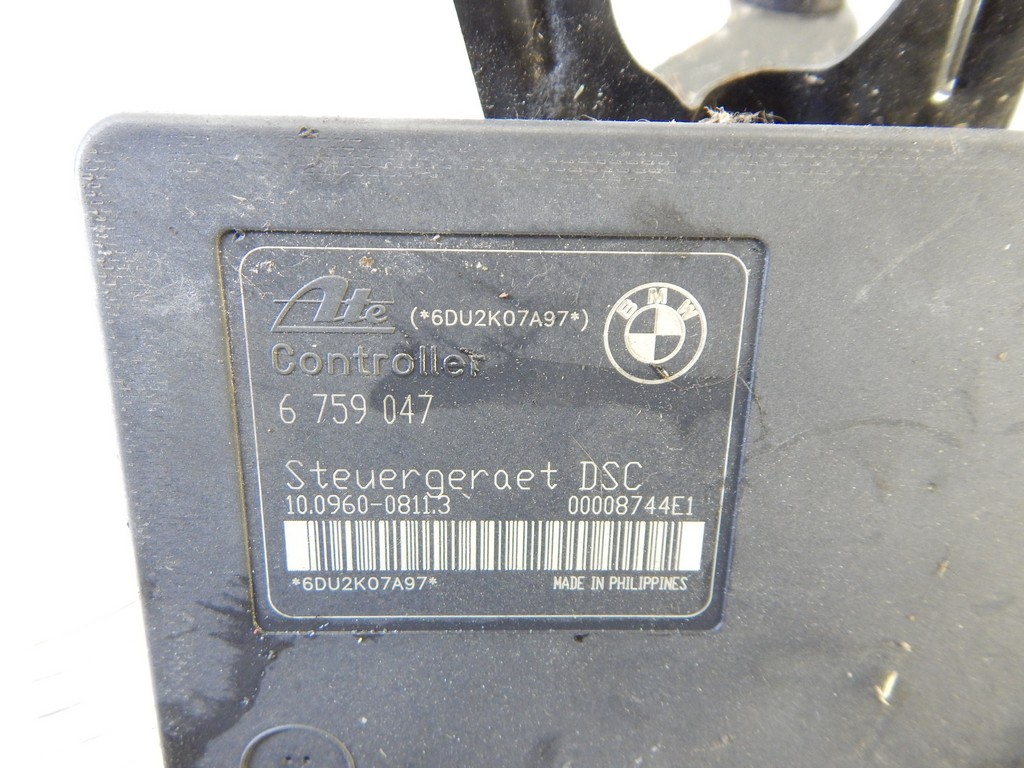 Ate (*6DU2K07A97*) BMW
Controller
6 759 047
Steuergeraet DSC
10.0960-0811.3 00008744E1
*6DU2K07A97* MADE IN PHILIPPINES